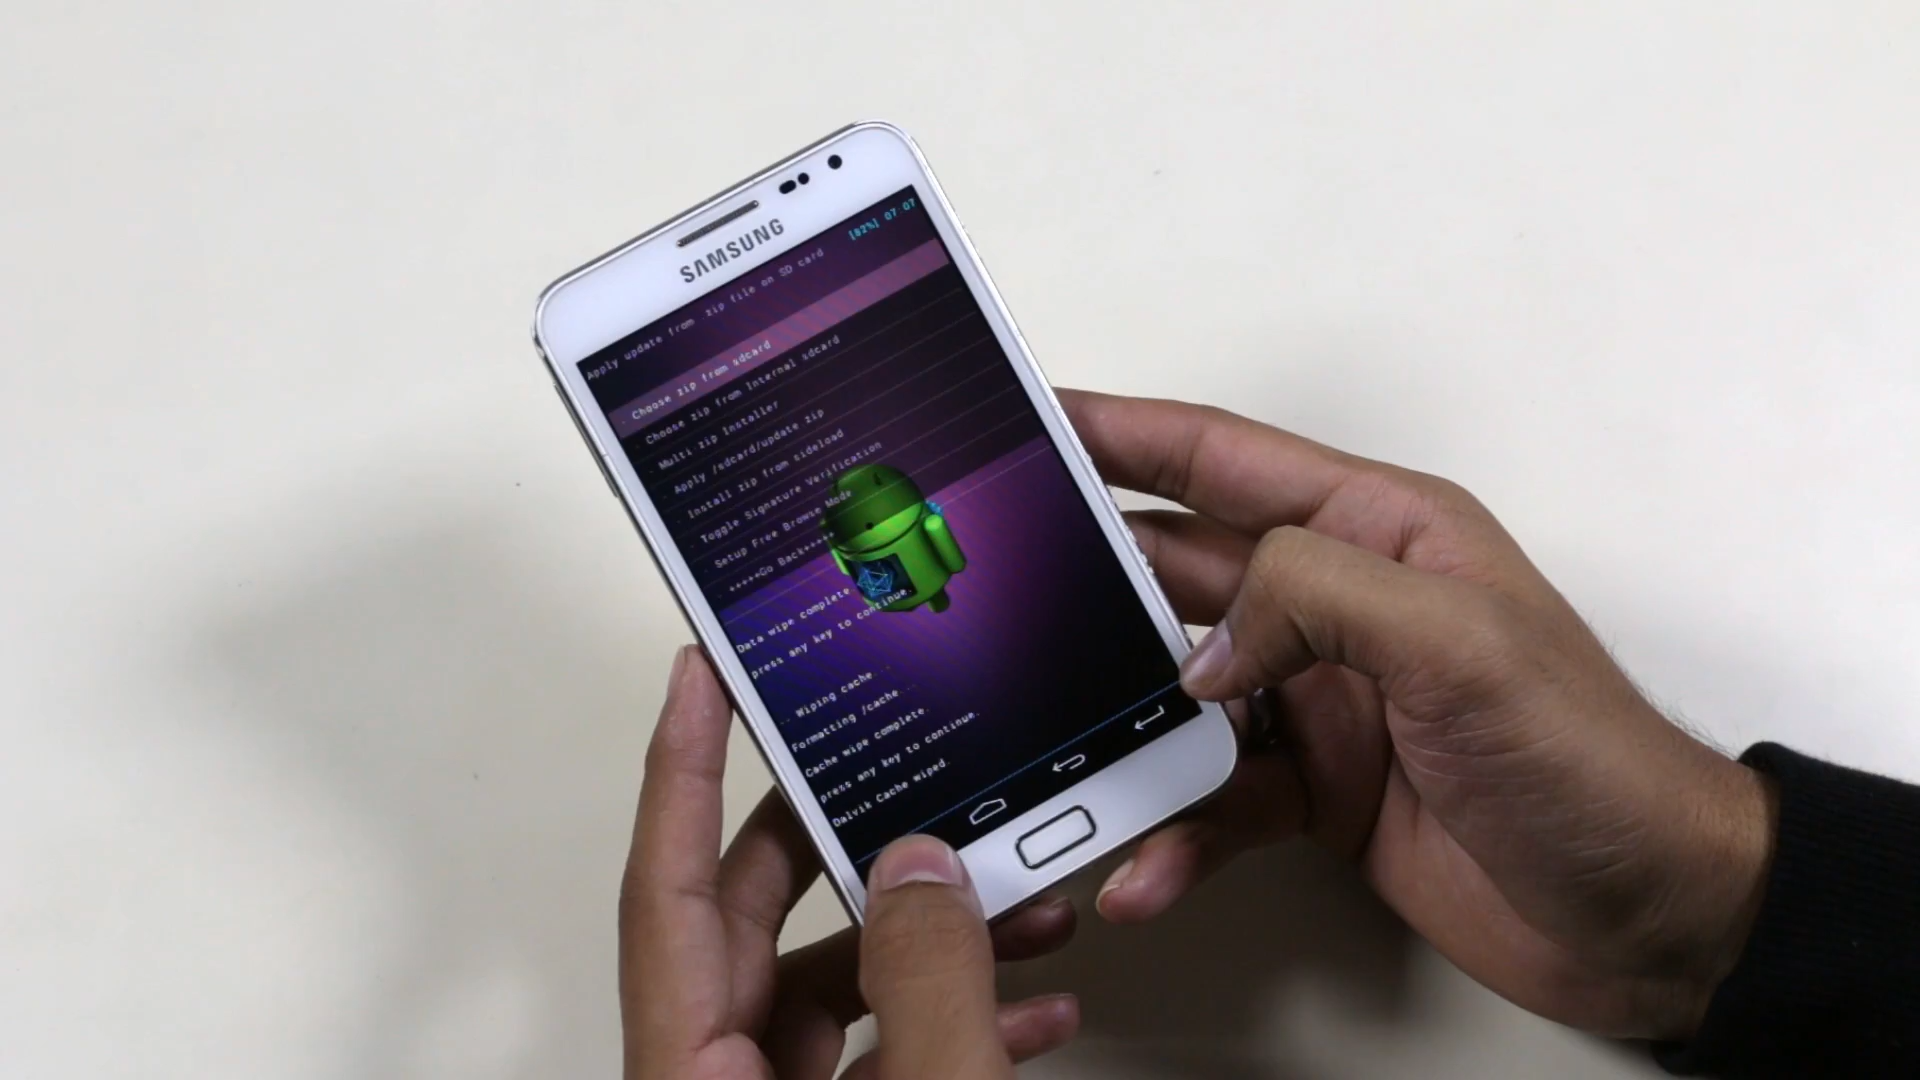 SAMSUNG
[82%] 07:07
Apply update from .zip file on SD card
- Choose zip from sdcard
- Choose zip from Internal sdcard
- Multi-zip Installer
- Apply /sdcard/update.zip
- Install zip from sideload
- Toggle Signature Verification
- Setup Free Browse Mode
- +++++Go Back+++++
Data wipe complete.
press any key to continue.
-- Wiping cache...
Formatting /cache...
Cache wipe complete.
press any key to continue.
Dalvik Cache wiped.